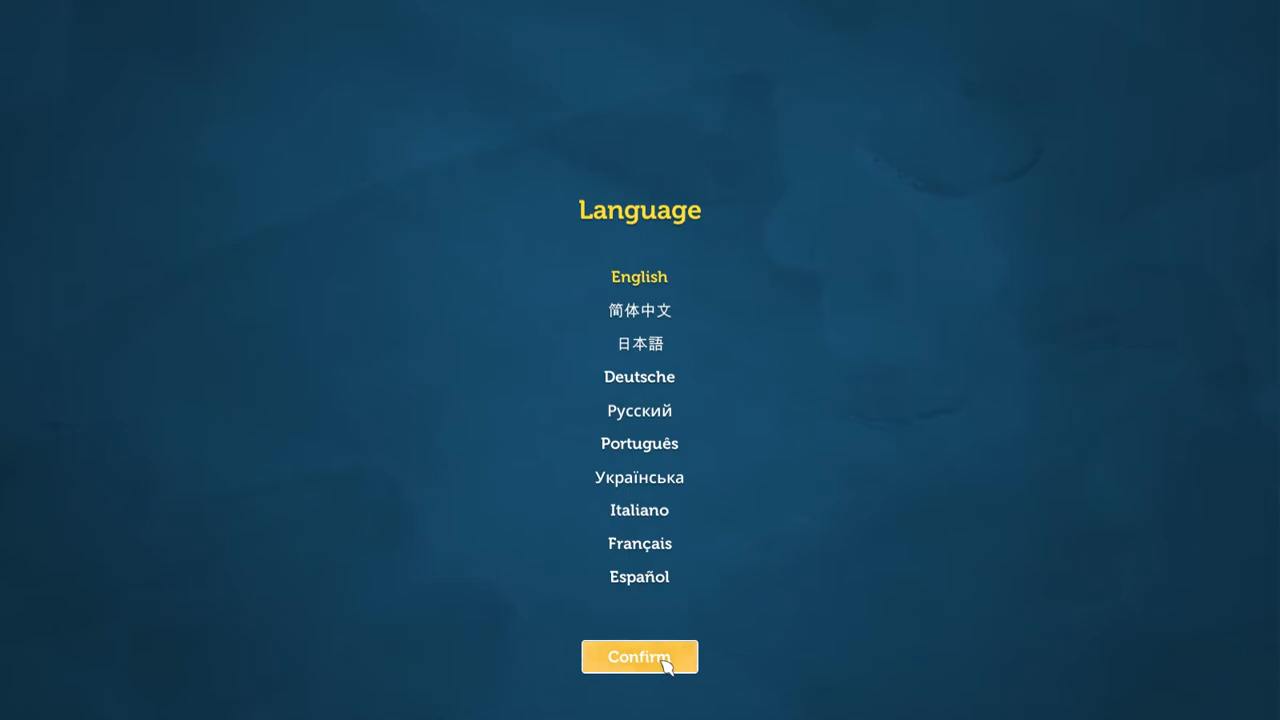 Language
English
简体中文
日本語
Deutsche
Русский
Português
Українська
Italiano
Français
Español
Confirm